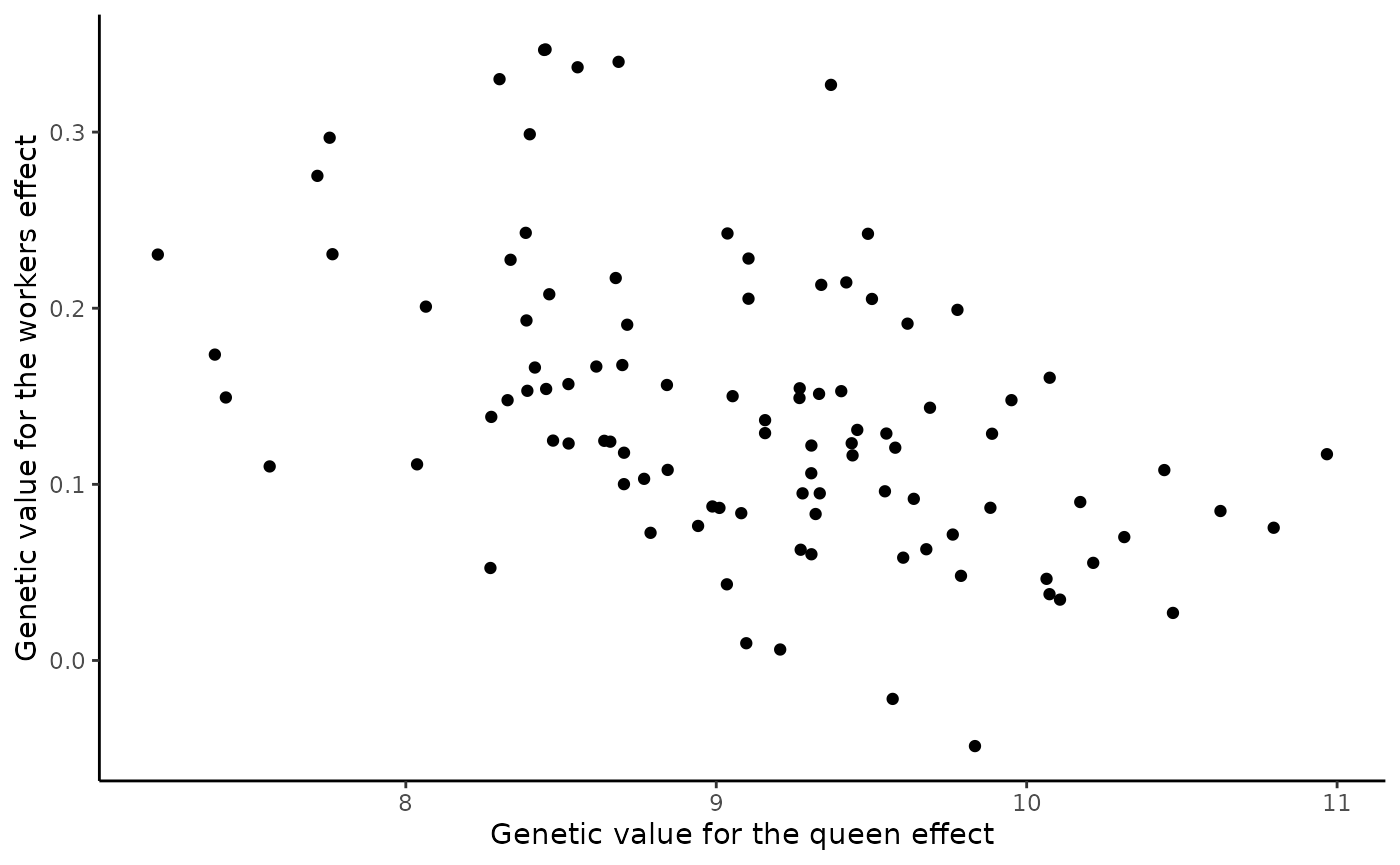 Genetic value for the workers effect
0.3
0.2
0.1
0.0
8 9 10 11
Genetic value for the queen effect